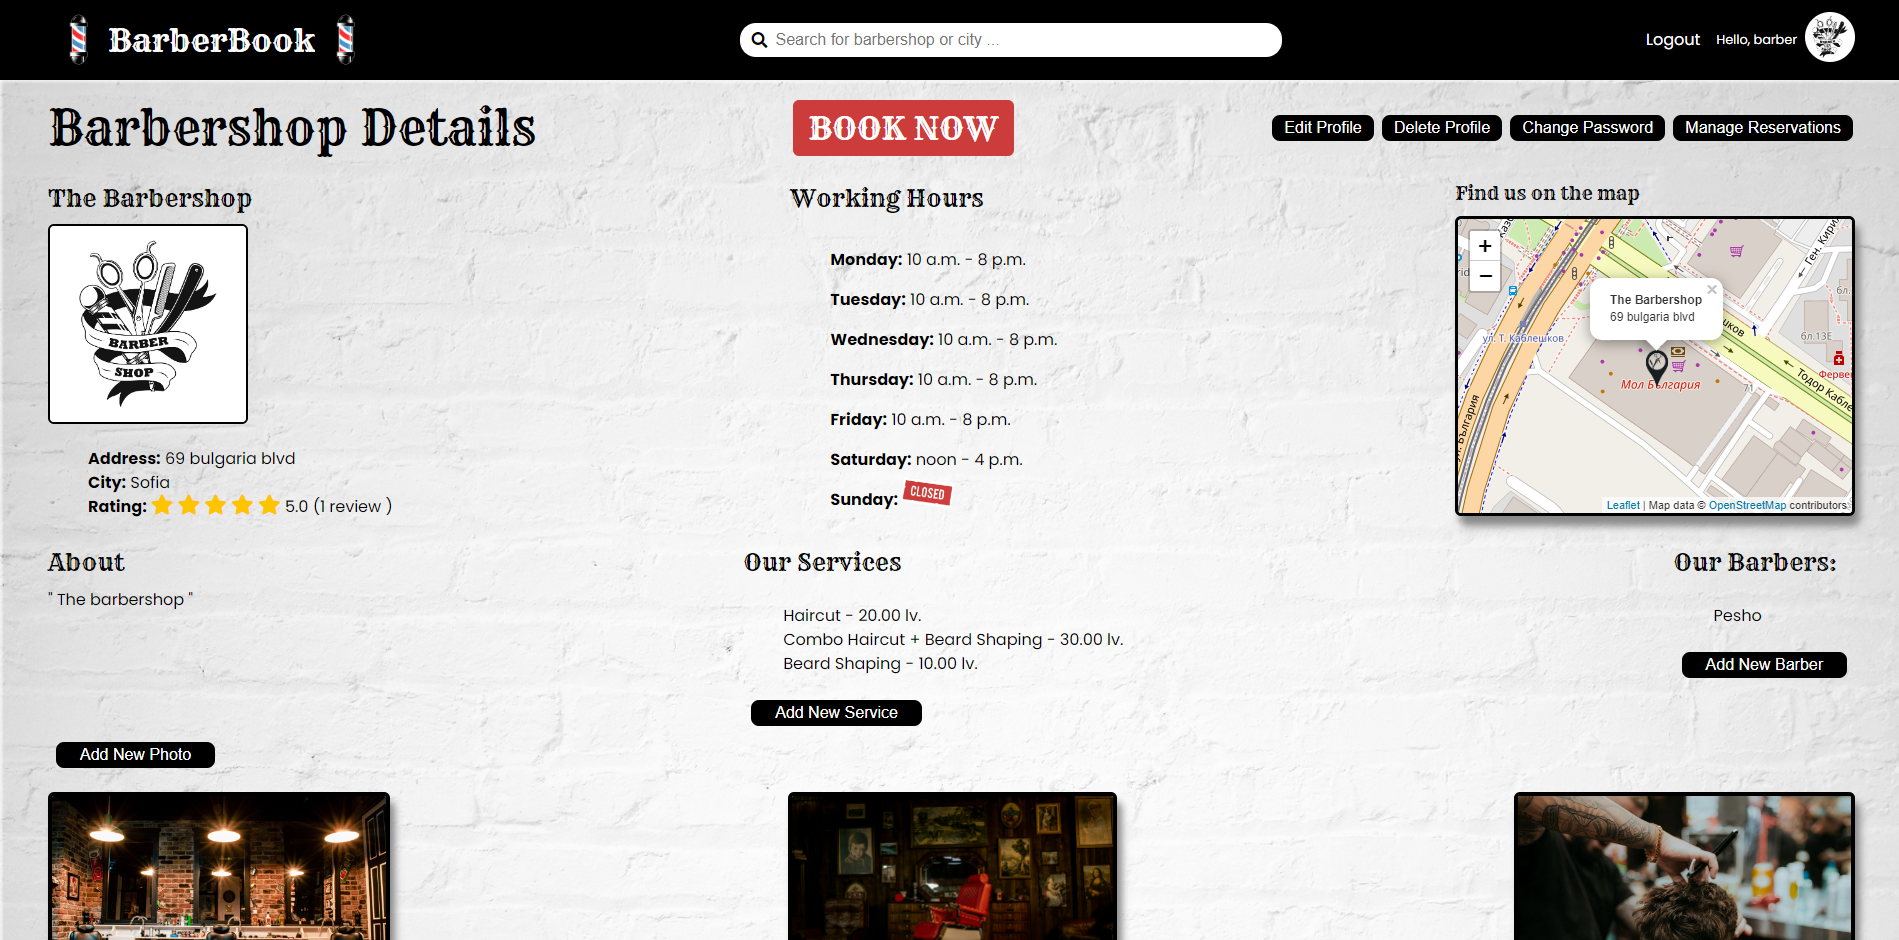 BarberBook
Search for barbershop or city ...
Logout
Hello, barber
Barbershop Details
BOOK NOW
Edit Profile
Delete Profile
Change Password
Manage Reservations
The Barbershop
BARBER
SHOP
Address: 69 bulgaria blvd
City: Sofia
Rating: 5.0 (1 review )
Working Hours
Monday: 10 a.m. - 8 p.m.
Tuesday: 10 a.m. - 8 p.m.
Wednesday: 10 a.m. - 8 p.m.
Thursday: 10 a.m. - 8 p.m.
Friday: 10 a.m. - 8 p.m.
Saturday: noon - 4 p.m.
Sunday: CLOSED
Find us on the map
+
−
Ген. Кири
The Barbershop ×
69 bulgaria blvd
ул. Т. Каблешков
бл.13Е
Мол България
71
Тодор Кабле
България
Leaflet | Map data © OpenStreetMap contributors
About
" The barbershop "
Our Services
Haircut - 20.00 lv.
Combo Haircut + Beard Shaping - 30.00 lv.
Beard Shaping - 10.00 lv.
Add New Service
Our Barbers:
Pesho
Add New Barber
Add New Photo